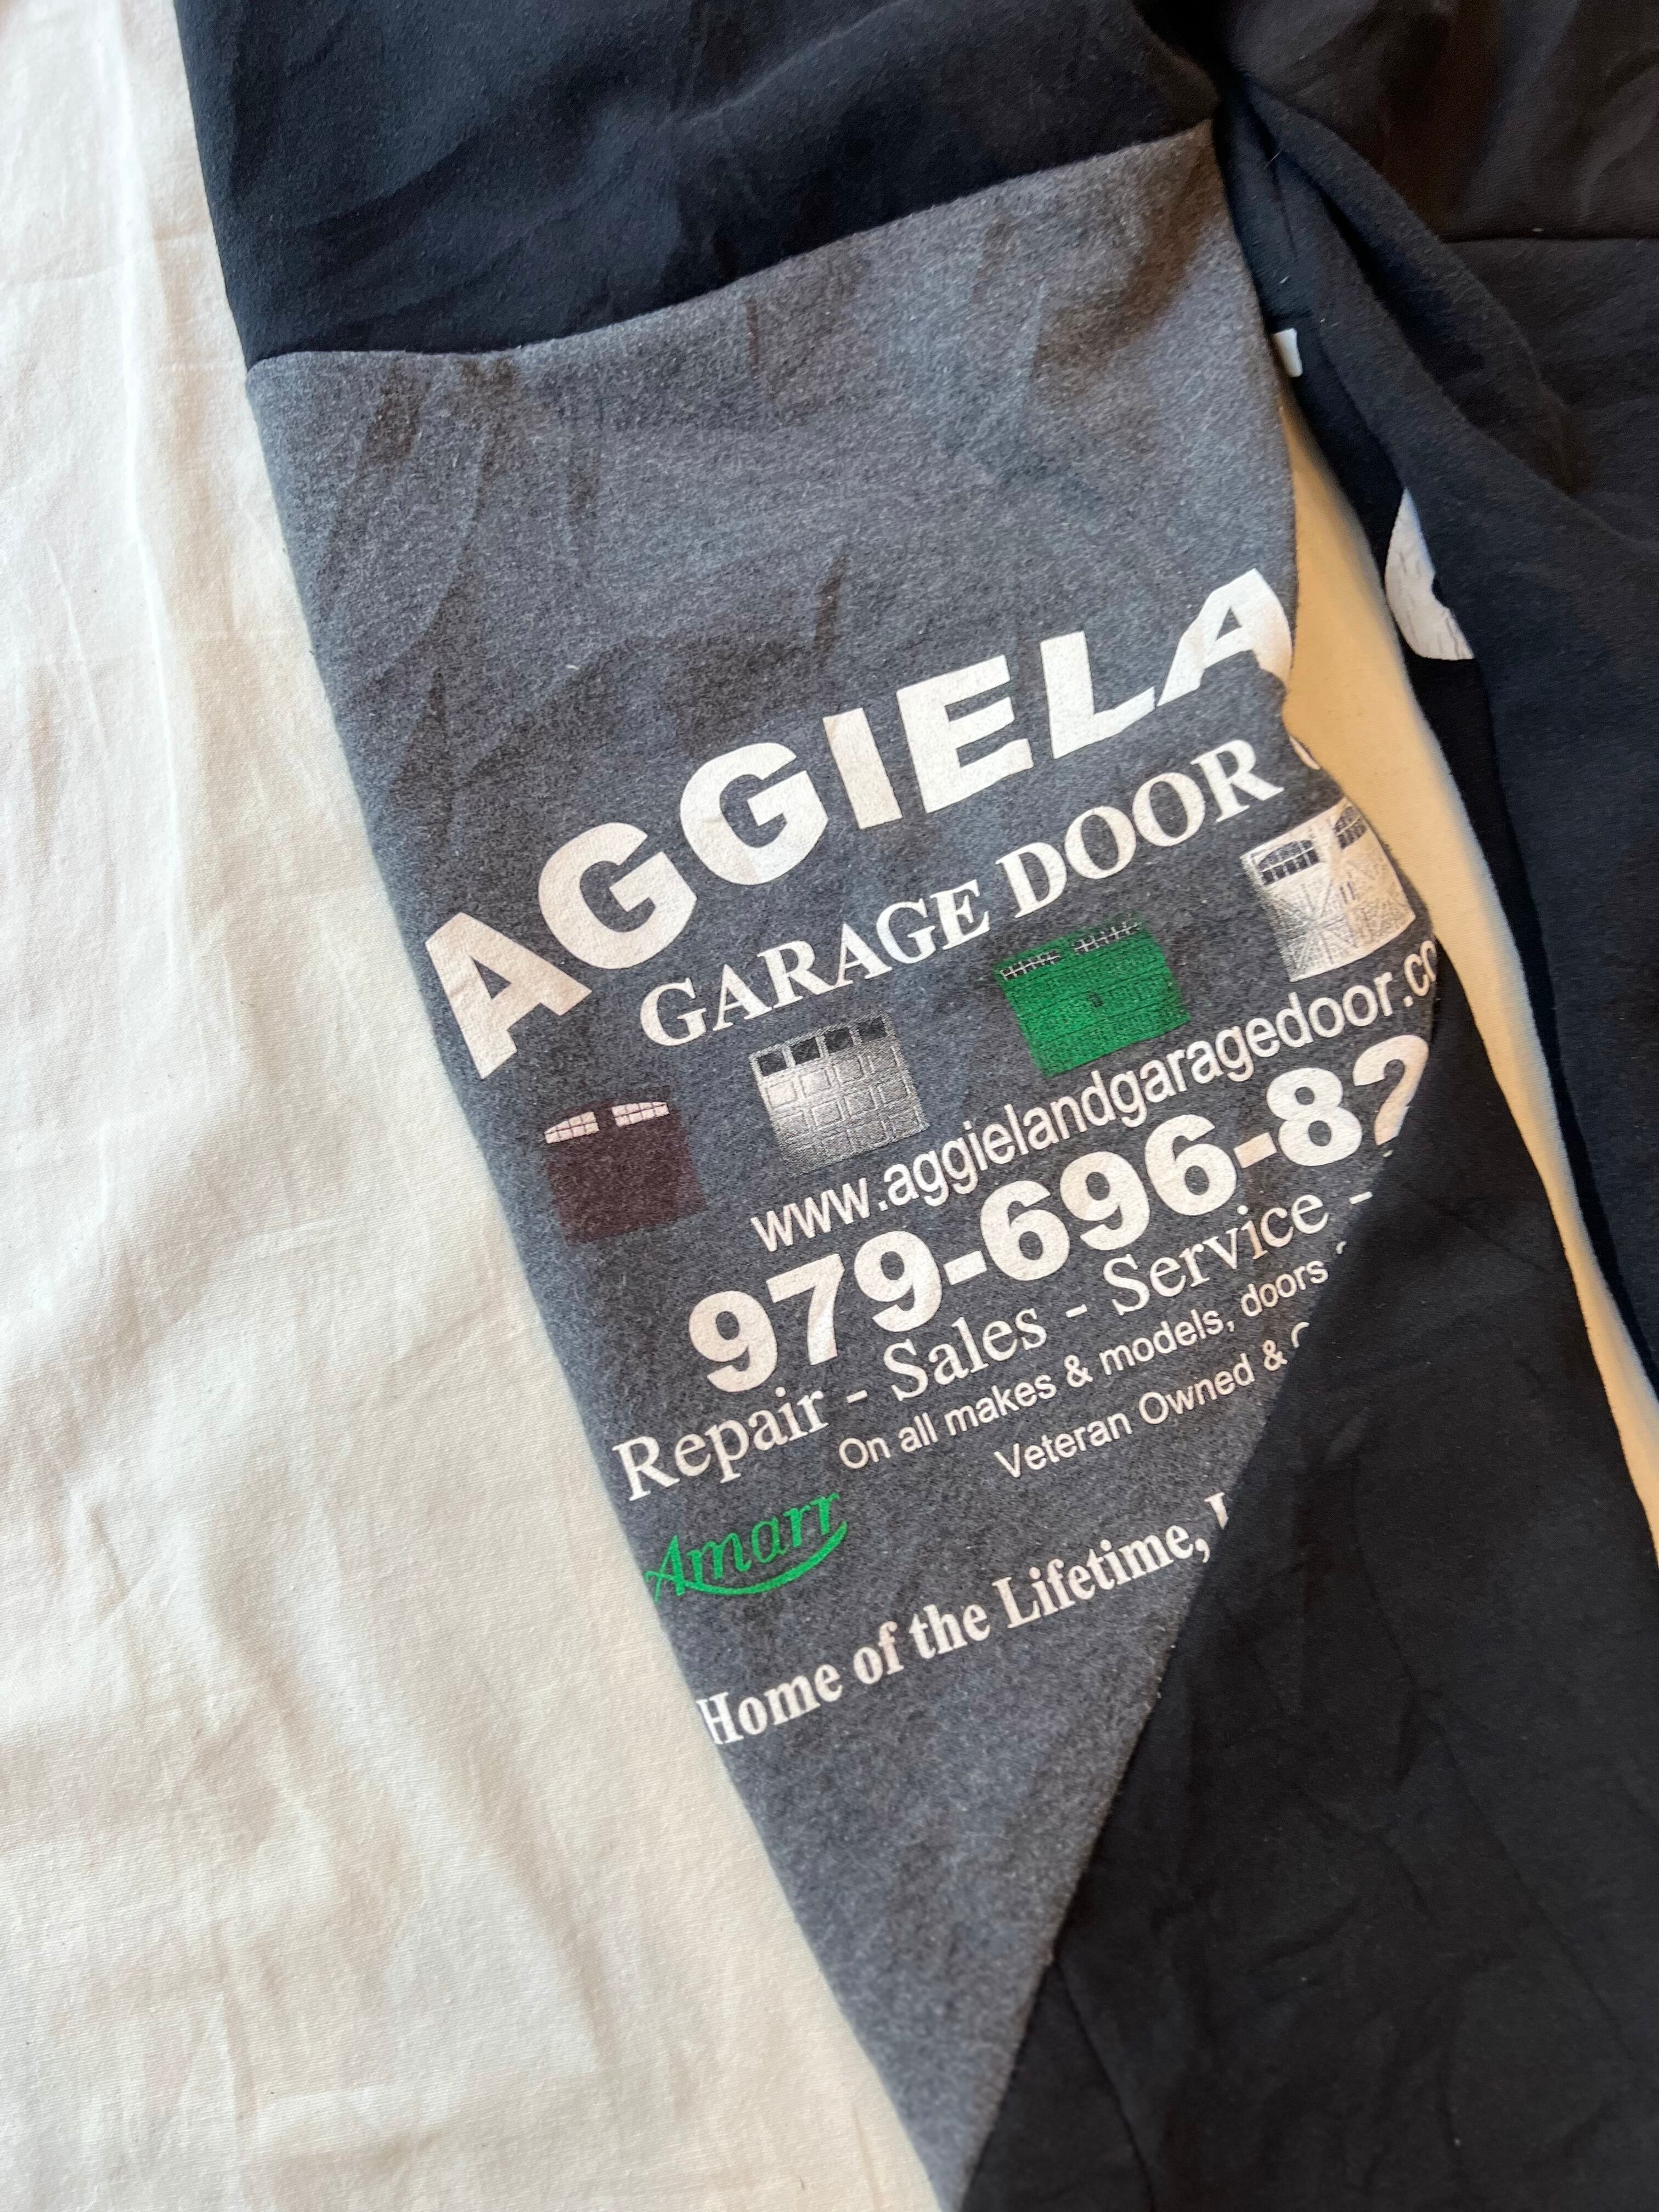 AGGIELA
GARAGE DOOR
www.aggielandgaragedoor.co
979-696-82
Repair - Sales - Service -
On all makes & models, doors
Veteran Owned &
Amarr
Home of the Lifetime,